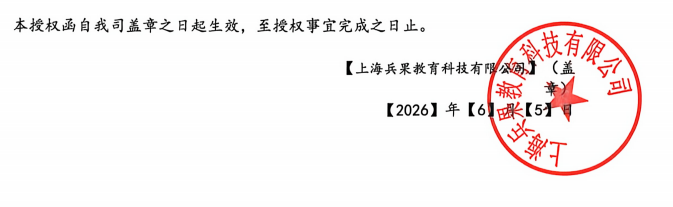 本授权函自我司盖章之日起生效，至授权事宜完成之日止。
【上海兵果教育科技有限公司】（盖
章）
【2026】年【6】月【5】日
上海兵果教育科技有限公司